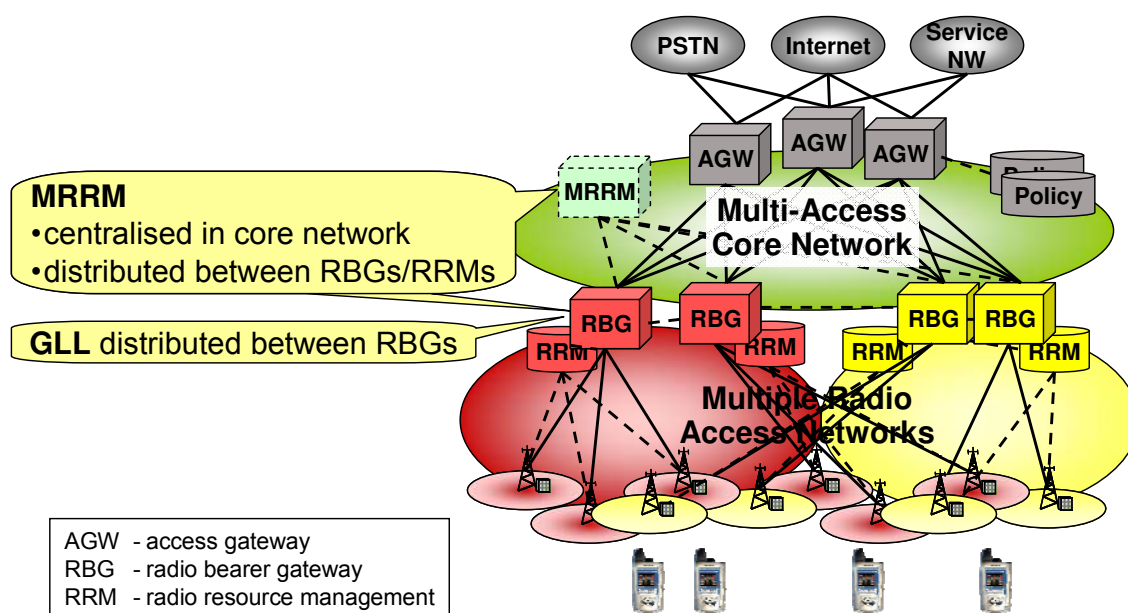 PSTN
Internet
Service
NW
AGW
AGW
AGW
MRRM
Policy
Multi-Access
Core Network
MRRM
•centralised in core network
•distributed between RBGs/RRMs
GLL distributed between RBGs
RBG
RBG
RBG
RBG
RRM
RRM
RRM
RRM
Multiple Radio
Access Networks
AGW - access gateway
RBG - radio bearer gateway
RRM - radio resource management